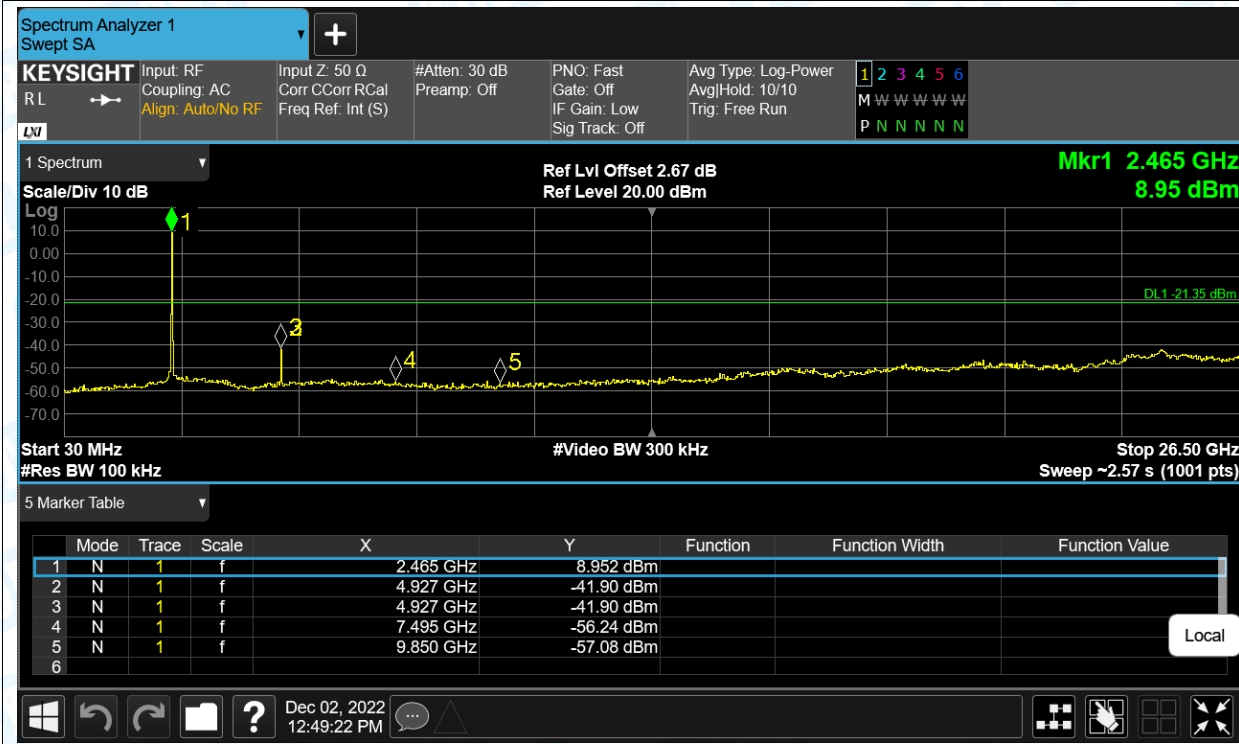 Spectrum Analyzer 1
Swept SA
+
KEYSIGHT
R L
LXI
Input: RF
Coupling: AC
Align: Auto/No RF
Input Z: 50 Ω
Corr CCorr RCal
Freq Ref: Int (S)
#Atten: 30 dB
Preamp: Off
PNO: Fast
Gate: Off
IF Gain: Low
Sig Track: Off
Avg Type: Log-Power
Avg|Hold: 10/10
Trig: Free Run
1 2 3 4 5 6
M W W W W W
P N N N N N
1 Spectrum
Scale/Div 10 dB
Ref Lvl Offset 2.67 dB
Ref Level 20.00 dBm
Mkr1 2.465 GHz
8.95 dBm
Log
10.0
0.00
-10.0
-20.0
-30.0
-40.0
-50.0
-60.0
-70.0
1
3
4
5
DL1 -21.35 dBm
Start 30 MHz
#Res BW 100 kHz
#Video BW 300 kHz
Stop 26.50 GHz
Sweep ~2.57 s (1001 pts)
5 Marker Table
Mode Trace Scale X Y Function Function Width Function Value
1 N 1 f 2.465 GHz 8.952 dBm
2 N 1 f 4.927 GHz -41.90 dBm
3 N 1 f 4.927 GHz -41.90 dBm
4 N 1 f 7.495 GHz -56.24 dBm
5 N 1 f 9.850 GHz -57.08 dBm
6
Local
?
Dec 02, 2022
12:49:22 PM